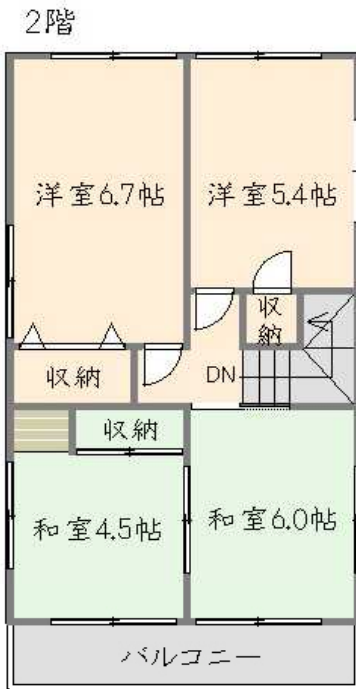 2階
洋室6.7帖
洋室5.4帖
収納
収納
DN
収納
和室4.5帖
和室6.0帖
バルコニー